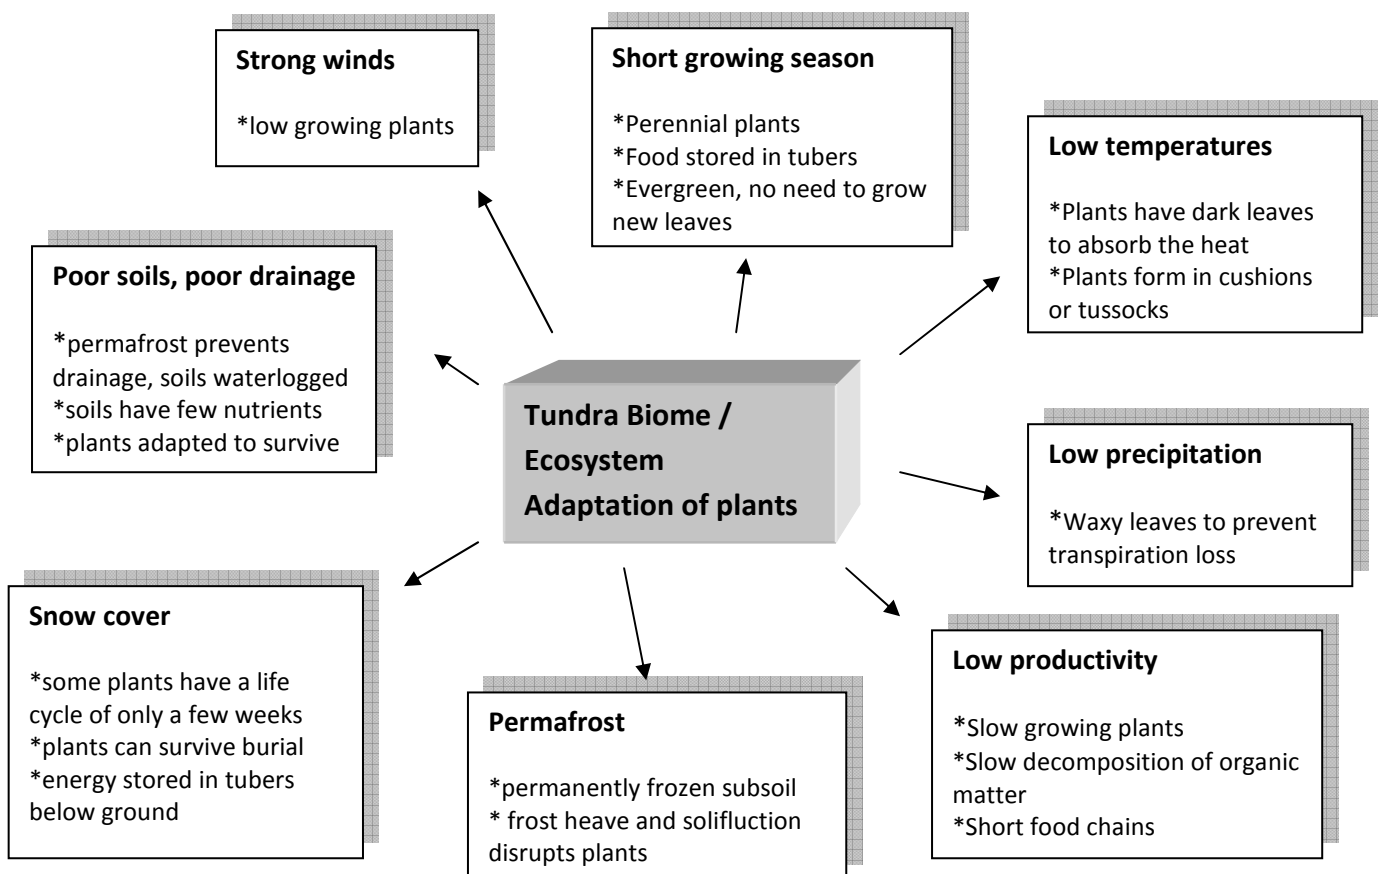 Strong winds
*low growing plants
Short growing season
*Perennial plants
*Food stored in tubers
*Evergreen, no need to grow
new leaves
Low temperatures
*Plants have dark leaves
to absorb the heat
*Plants form in cushions
or tussocks
Poor soils, poor drainage
*permafrost prevents
drainage, soils waterlogged
*soils have few nutrients
*plants adapted to survive
Tundra Biome /
Ecosystem
Adaptation of plants
Low precipitation
*Waxy leaves to prevent
transpiration loss
Snow cover
*some plants have a life
cycle of only a few weeks
*plants can survive burial
*energy stored in tubers
below ground
Permafrost
*permanently frozen subsoil
* frost heave and solifluction
disrupts plants
Low productivity
*Slow growing plants
*Slow decomposition of organic
matter
*Short food chains